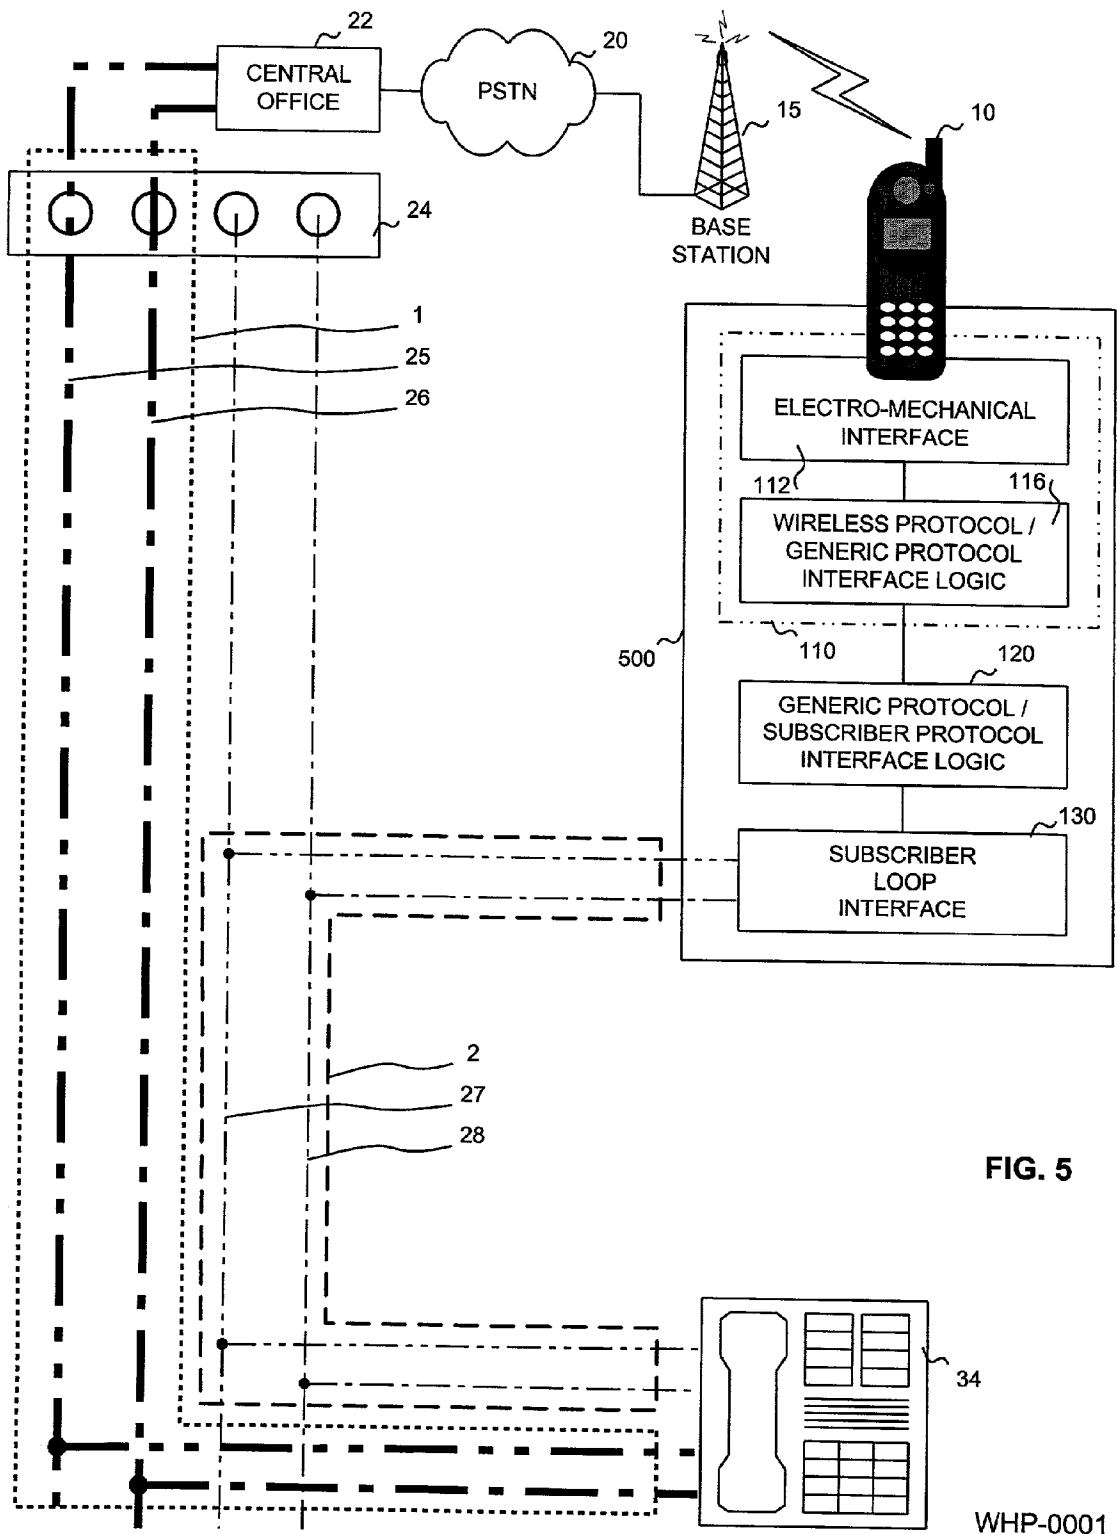 22
CENTRAL
OFFICE
PSTN
20
15
10
24
BASE
STATION
1
25
26
ELECTRO-MECHANICAL
INTERFACE
112
116
WIRELESS PROTOCOL /
GENERIC PROTOCOL
INTERFACE LOGIC
110
500
120
GENERIC PROTOCOL /
SUBSCRIBER PROTOCOL
INTERFACE LOGIC
130
SUBSCRIBER
LOOP
INTERFACE
2
27
28
FIG. 5
34
WHP-0001